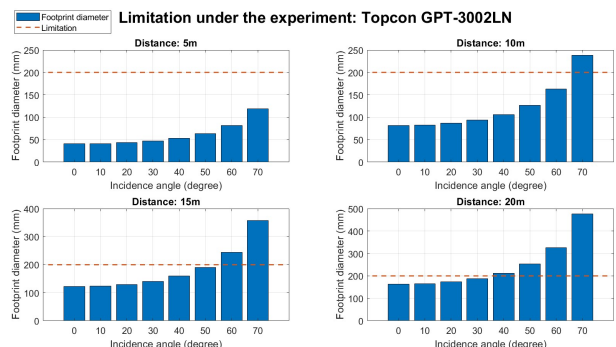 Limitation under the experiment: Topcon GPT-3002LN
Footprint diameter
Limitation
Distance: 5m
250
200
150
100
50
0
Footprint diameter (mm)
0 10 20 30 40 50 60 70
Incidence angle (degree)
Distance: 10m
250
200
150
100
50
0
Footprint diameter (mm)
0 10 20 30 40 50 60 70
Incidence angle (degree)
Distance: 15m
400
300
200
100
0
Footprint diameter (mm)
0 10 20 30 40 50 60 70
Incidence angle (degree)
Distance: 20m
500
400
300
200
100
0
Footprint diameter (mm)
0 10 20 30 40 50 60 70
Incidence angle (degree)